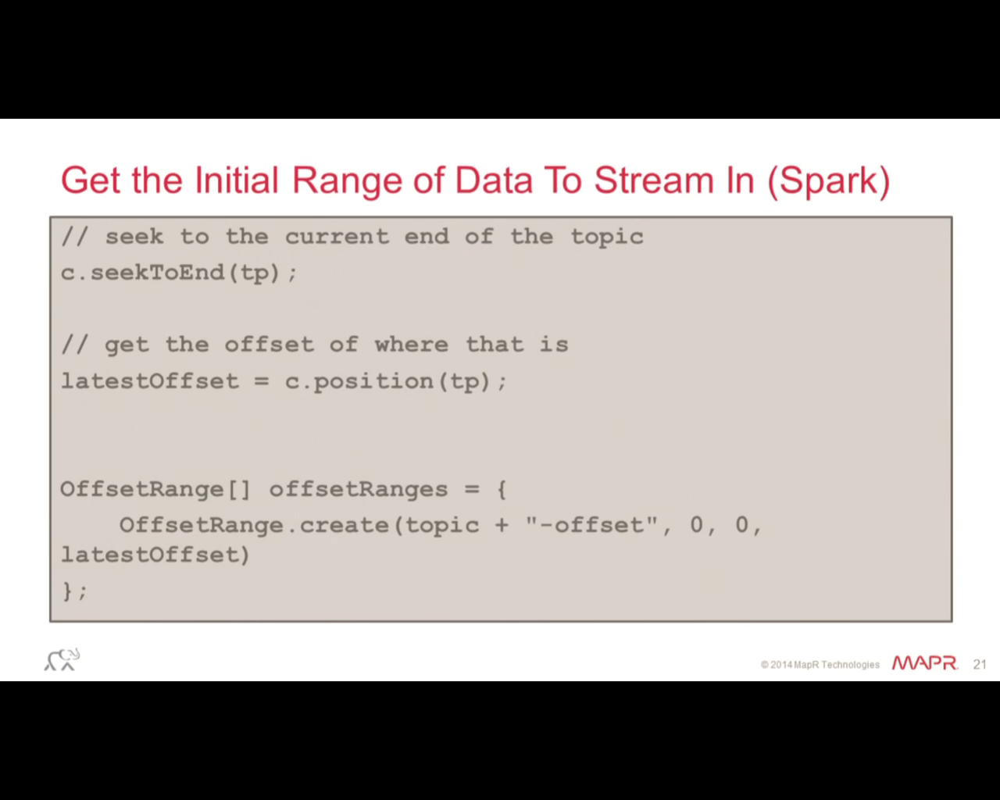 Get the Initial Range of Data To Stream In (Spark)
// seek to the current end of the topic
c.seekToEnd(tp);
// get the offset of where that is
latestOffset = c.position(tp);
OffsetRange[] offsetRanges = {
OffsetRange.create(topic + "-offset", 0, 0,
latestOffset)
};
© 2014 MapR Technologies MAPR. 21